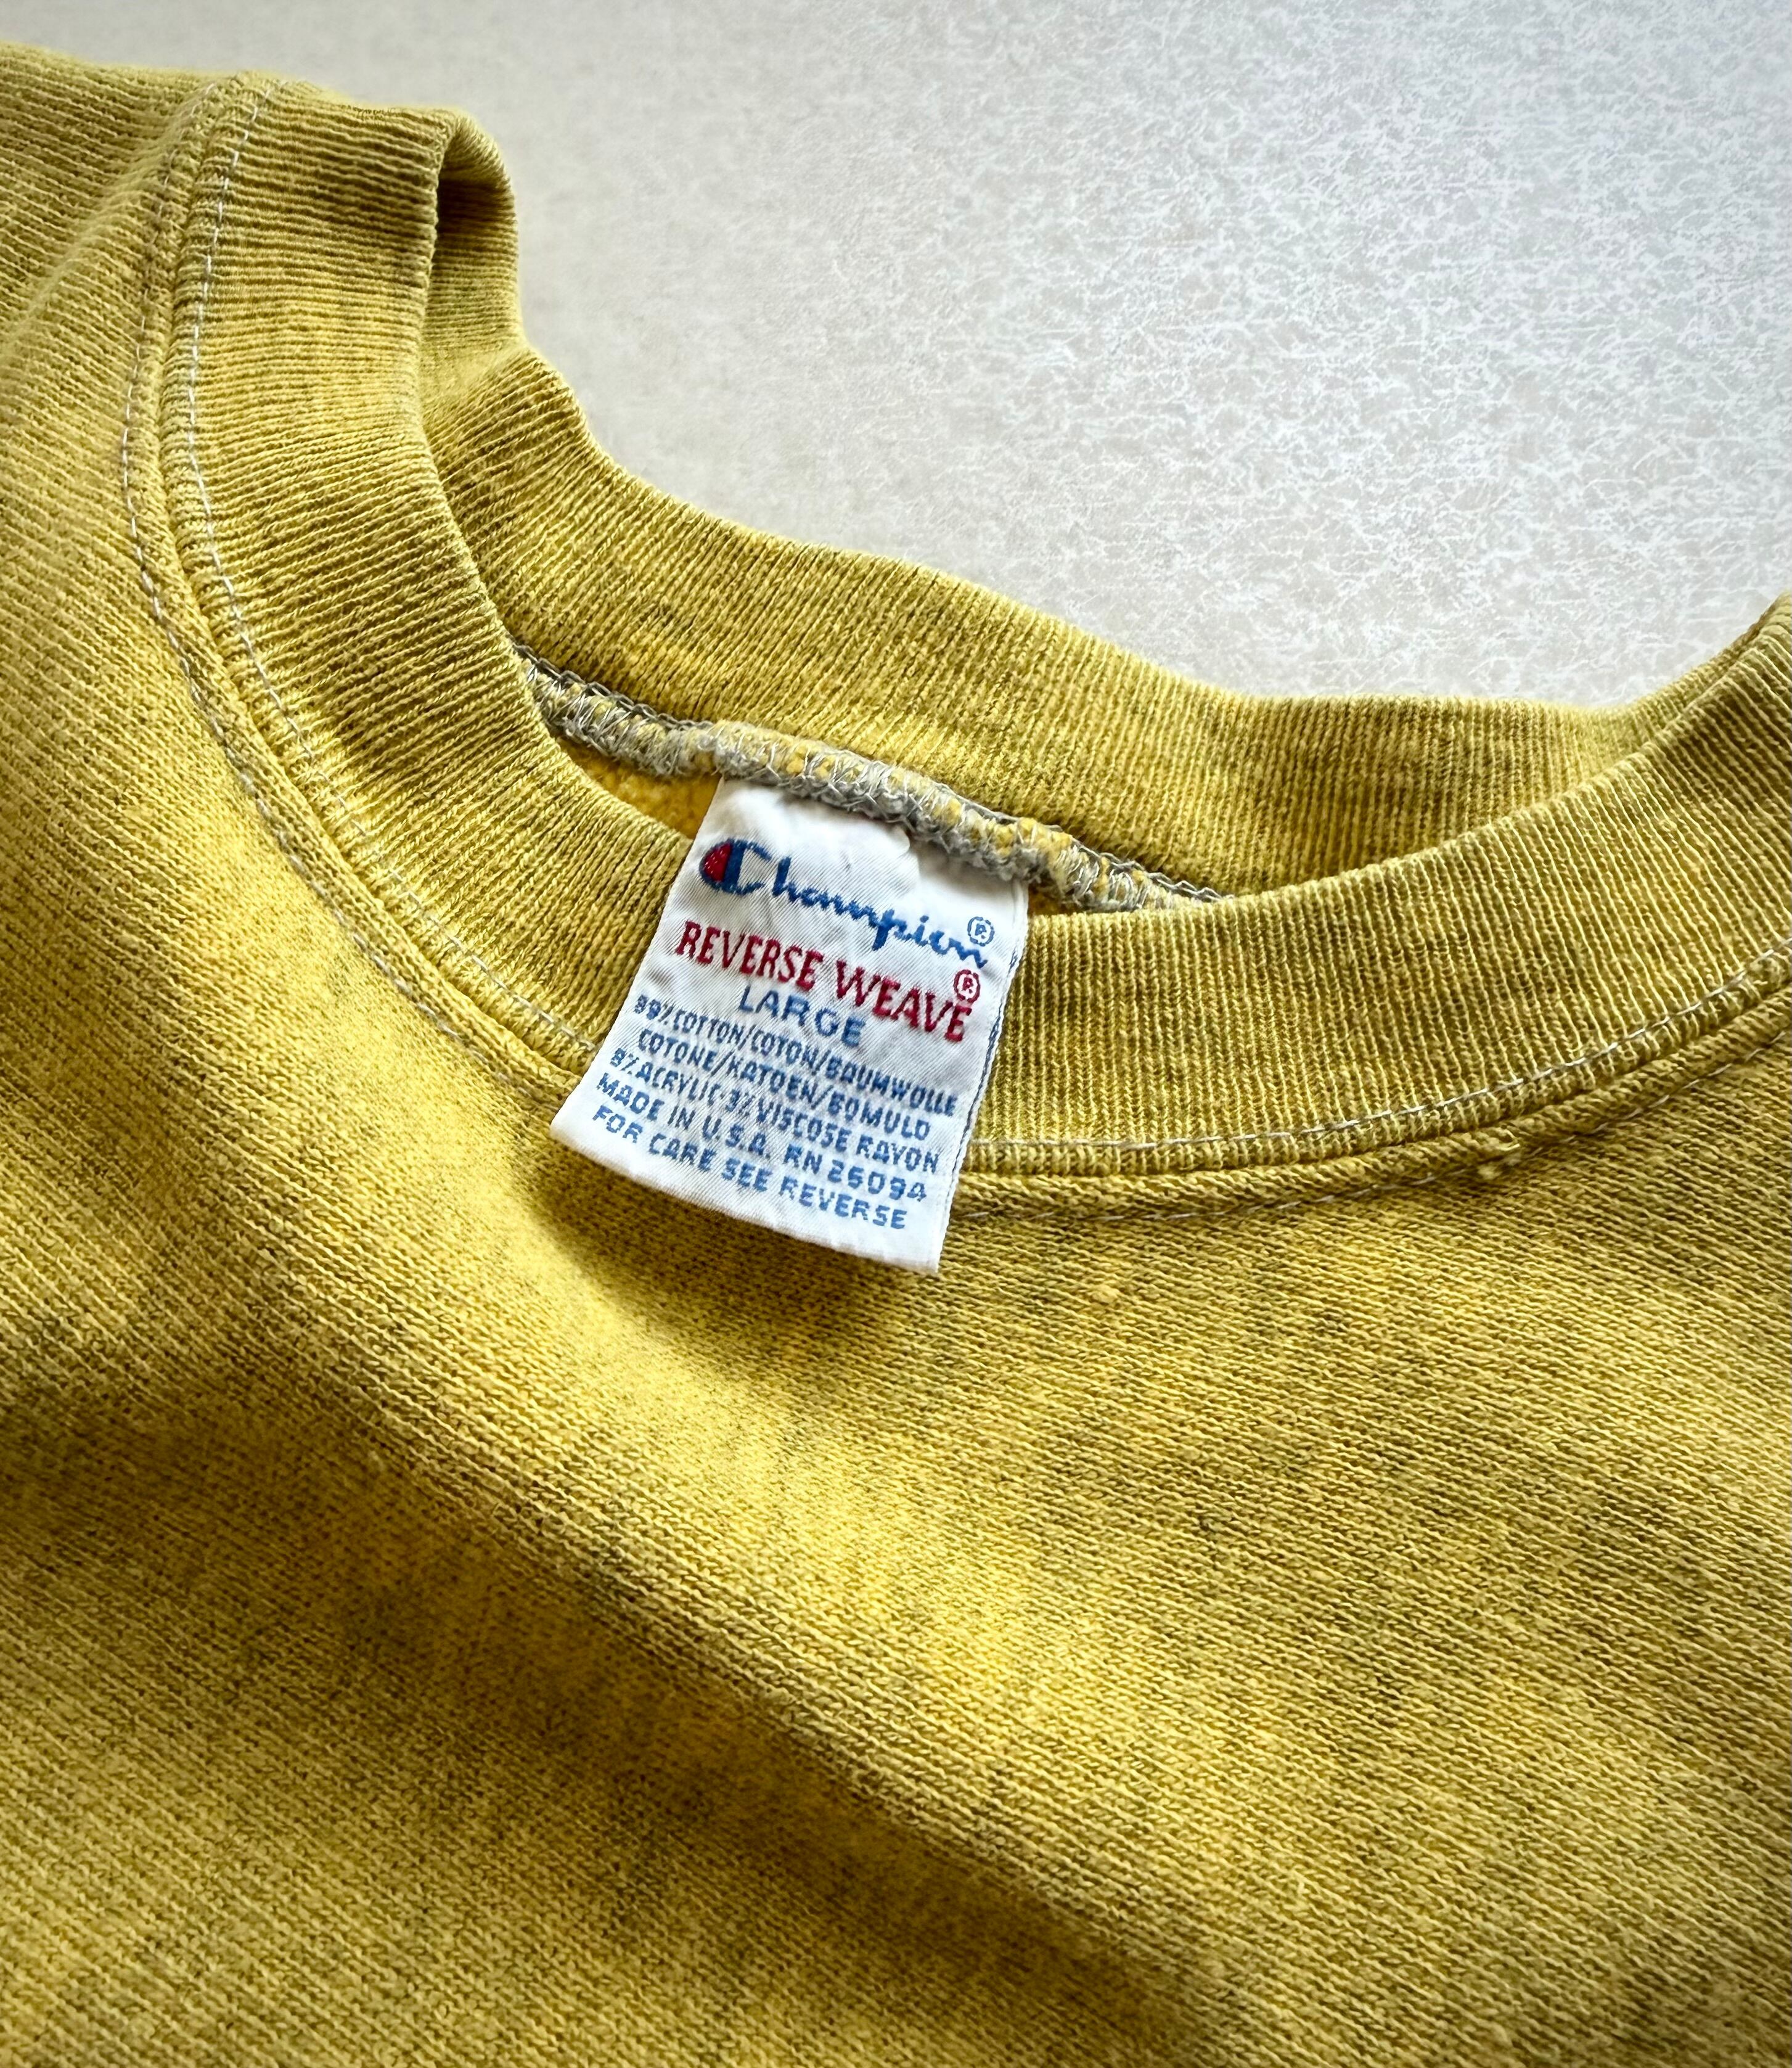 Champion®
REVERSE WEAVE®
LARGE
89% COTTON/COTON/BAUMWOLLE
COTONE/KATOEN/BOMULD
8% ACRYLIC-3% VISCOSE RAYON
MADE IN U.S.A. RN 26094
FOR CARE SEE REVERSE